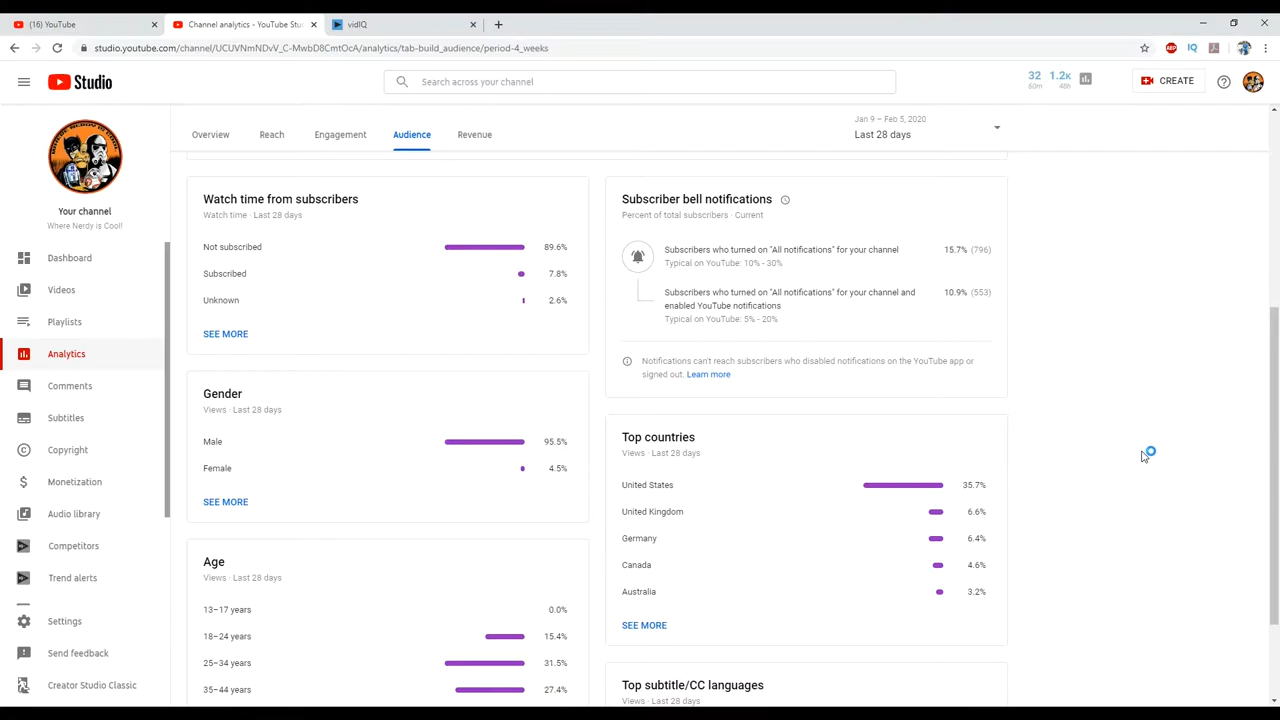 (16) YouTube
Channel analytics - YouTube Stu
vidIQ
studio.youtube.com/channel/UCUVNmNDvV_C-MwbD8CmtOcA/analytics/tab-build_audience/period-4_weeks
ABP
IQ
Studio
Search across your channel
32
60m
1.2K
48h
CREATE
Your channel
Where Nerdy is Cool!
Dashboard
Videos
Playlists
Analytics
Comments
Subtitles
Copyright
Monetization
Audio library
Competitors
Trend alerts
Settings
Send feedback
Creator Studio Classic
Overview
Reach
Engagement
Audience
Revenue
Jan 9 – Feb 5, 2020
Last 28 days
Watch time from subscribers
Watch time · Last 28 days
Not subscribed 89.6%
Subscribed 7.8%
Unknown 2.6%
SEE MORE
Gender
Views · Last 28 days
Male 95.5%
Female 4.5%
SEE MORE
Age
Views · Last 28 days
13–17 years 0.0%
18–24 years 15.4%
25–34 years 31.5%
35–44 years 27.4%
Subscriber bell notifications
Percent of total subscribers · Current
Subscribers who turned on "All notifications" for your channel 15.7% (796)
Typical on YouTube: 10% - 30%
Subscribers who turned on "All notifications" for your channel and 10.9% (553)
enabled YouTube notifications
Typical on YouTube: 5% - 20%
Notifications can't reach subscribers who disabled notifications on the YouTube app or
signed out. Learn more
Top countries
Views · Last 28 days
United States 35.7%
United Kingdom 6.6%
Germany 6.4%
Canada 4.6%
Australia 3.2%
SEE MORE
Top subtitle/CC languages
Views · Last 28 days